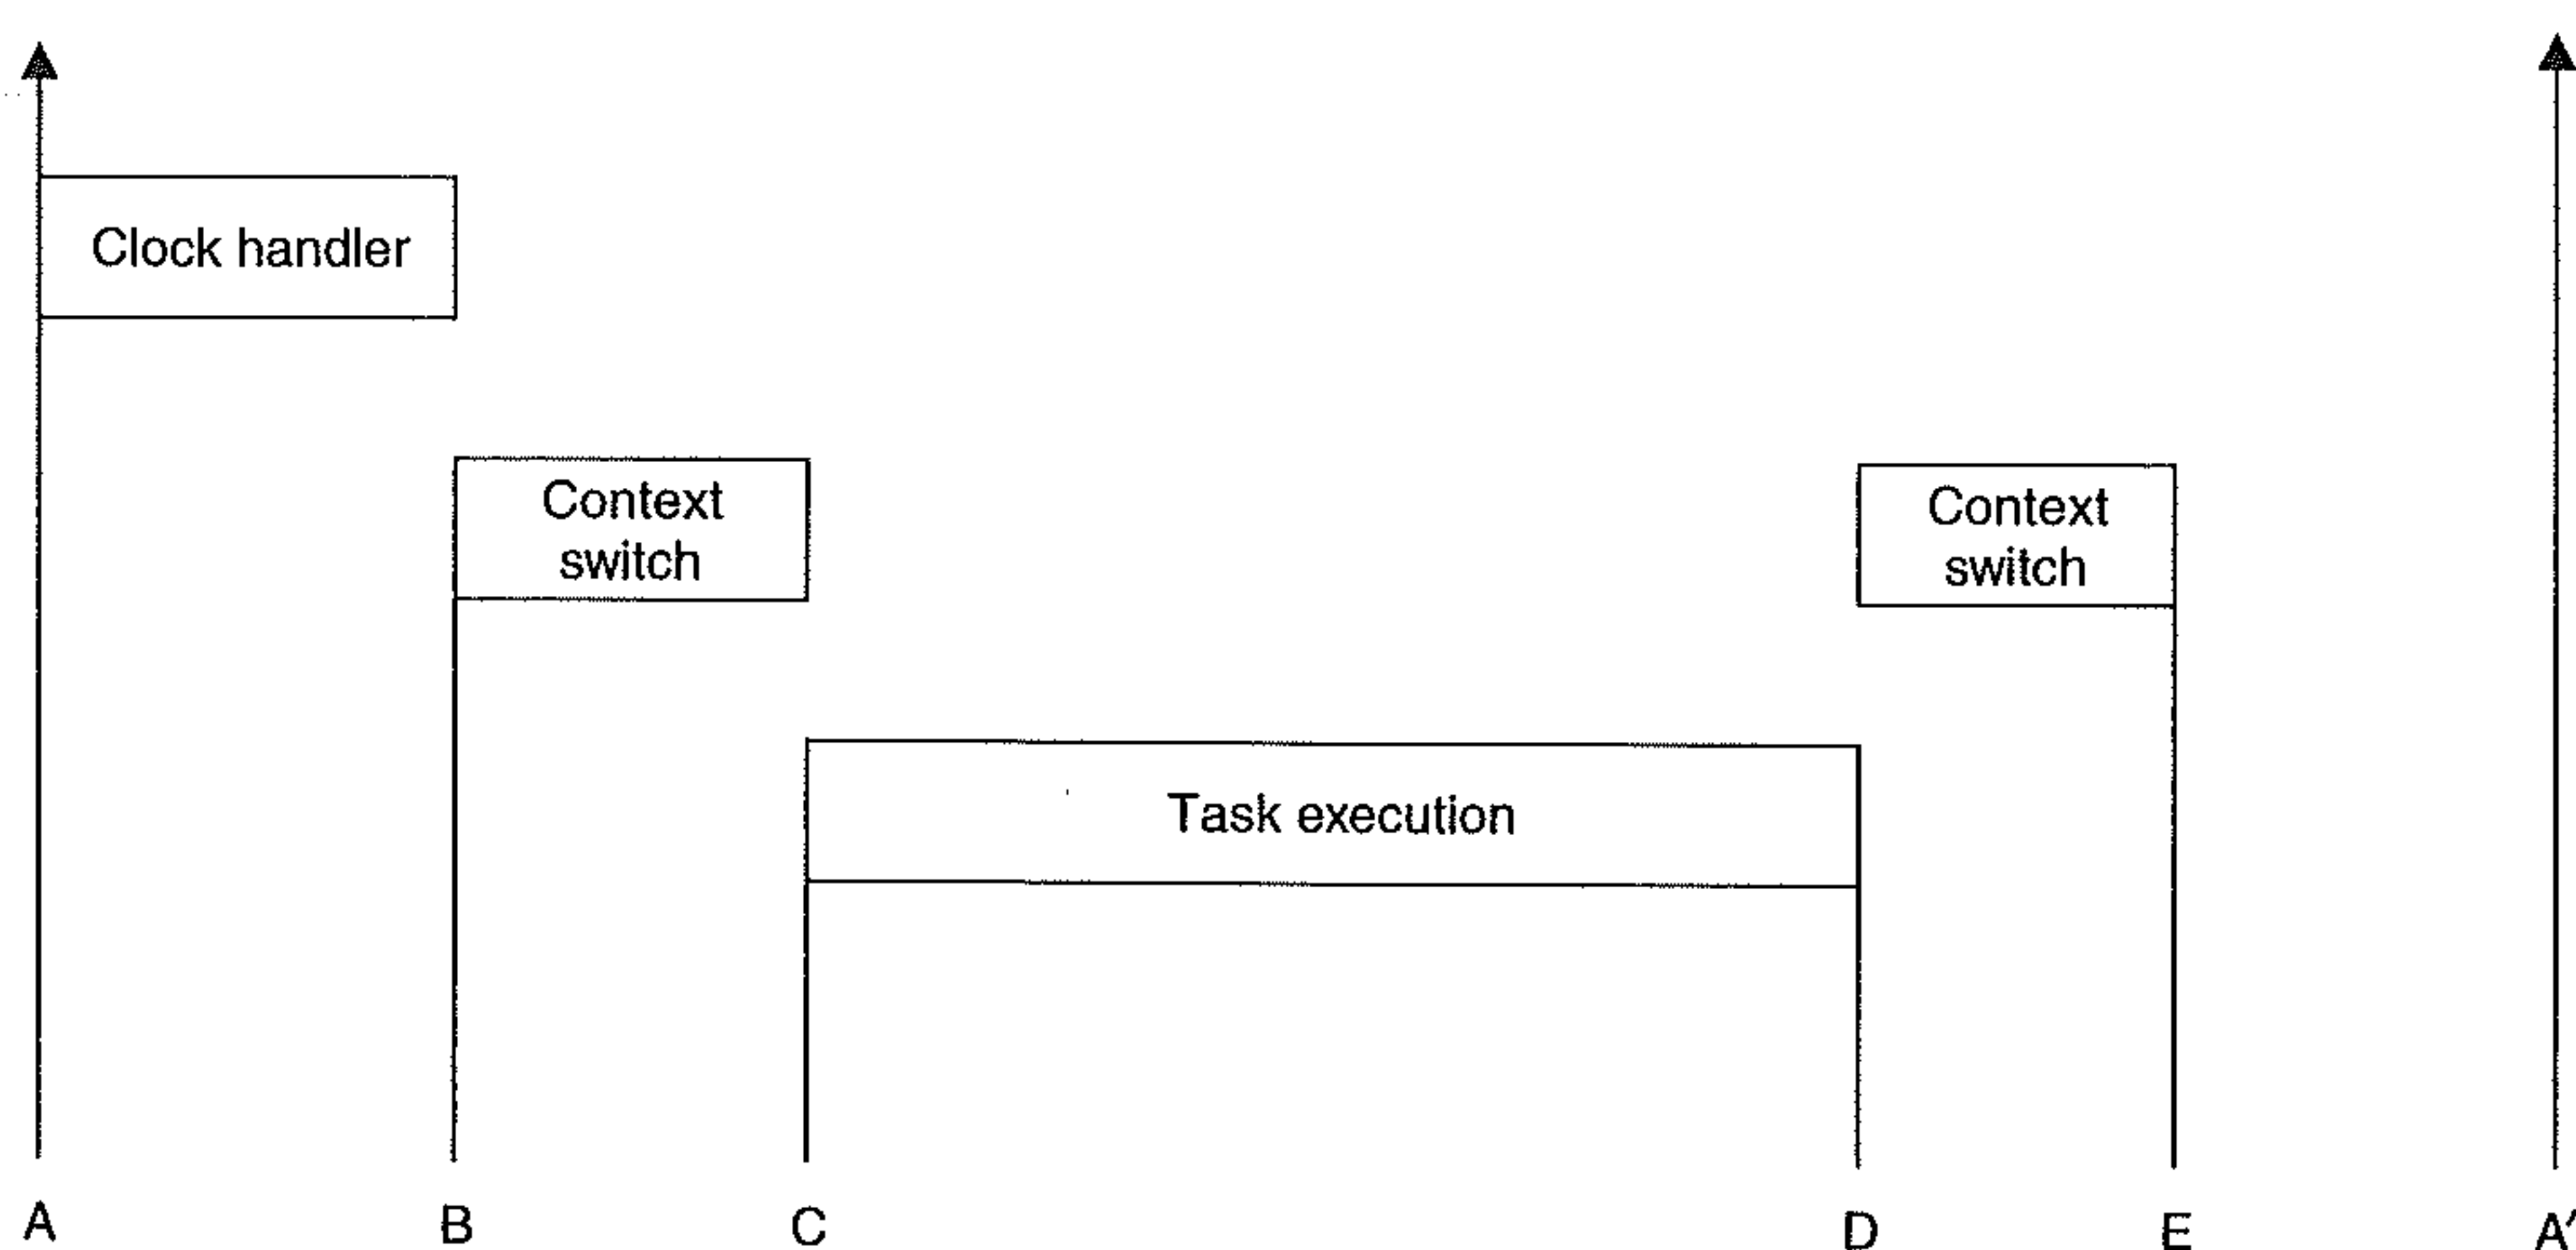 Clock handler
Context
switch
Context
switch
Task execution
A
B
C
D
E
A′